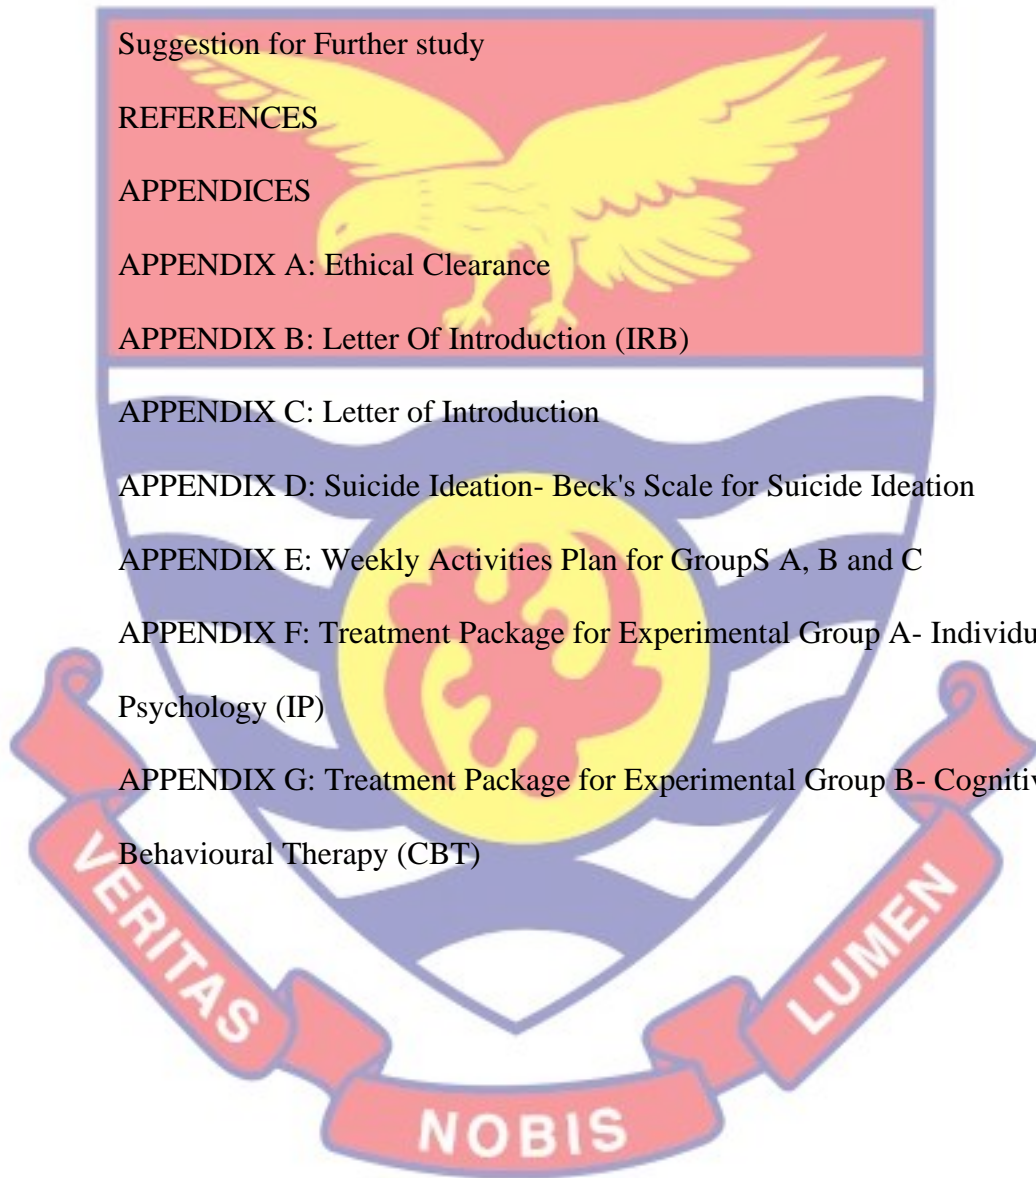 Suggestion for Further study
REFERENCES
APPENDICES
APPENDIX A: Ethical Clearance
APPENDIX B: Letter Of Introduction (IRB)
APPENDIX C: Letter of Introduction
APPENDIX D: Suicide Ideation- Beck's Scale for Suicide Ideation
APPENDIX E: Weekly Activities Plan for GroupS A, B and C
APPENDIX F: Treatment Package for Experimental Group A- Individu
Psychology (IP)
APPENDIX G: Treatment Package for Experimental Group B- Cogniti
Behavioural Therapy (CBT)
VERITAS
NOBIS
LUMEN